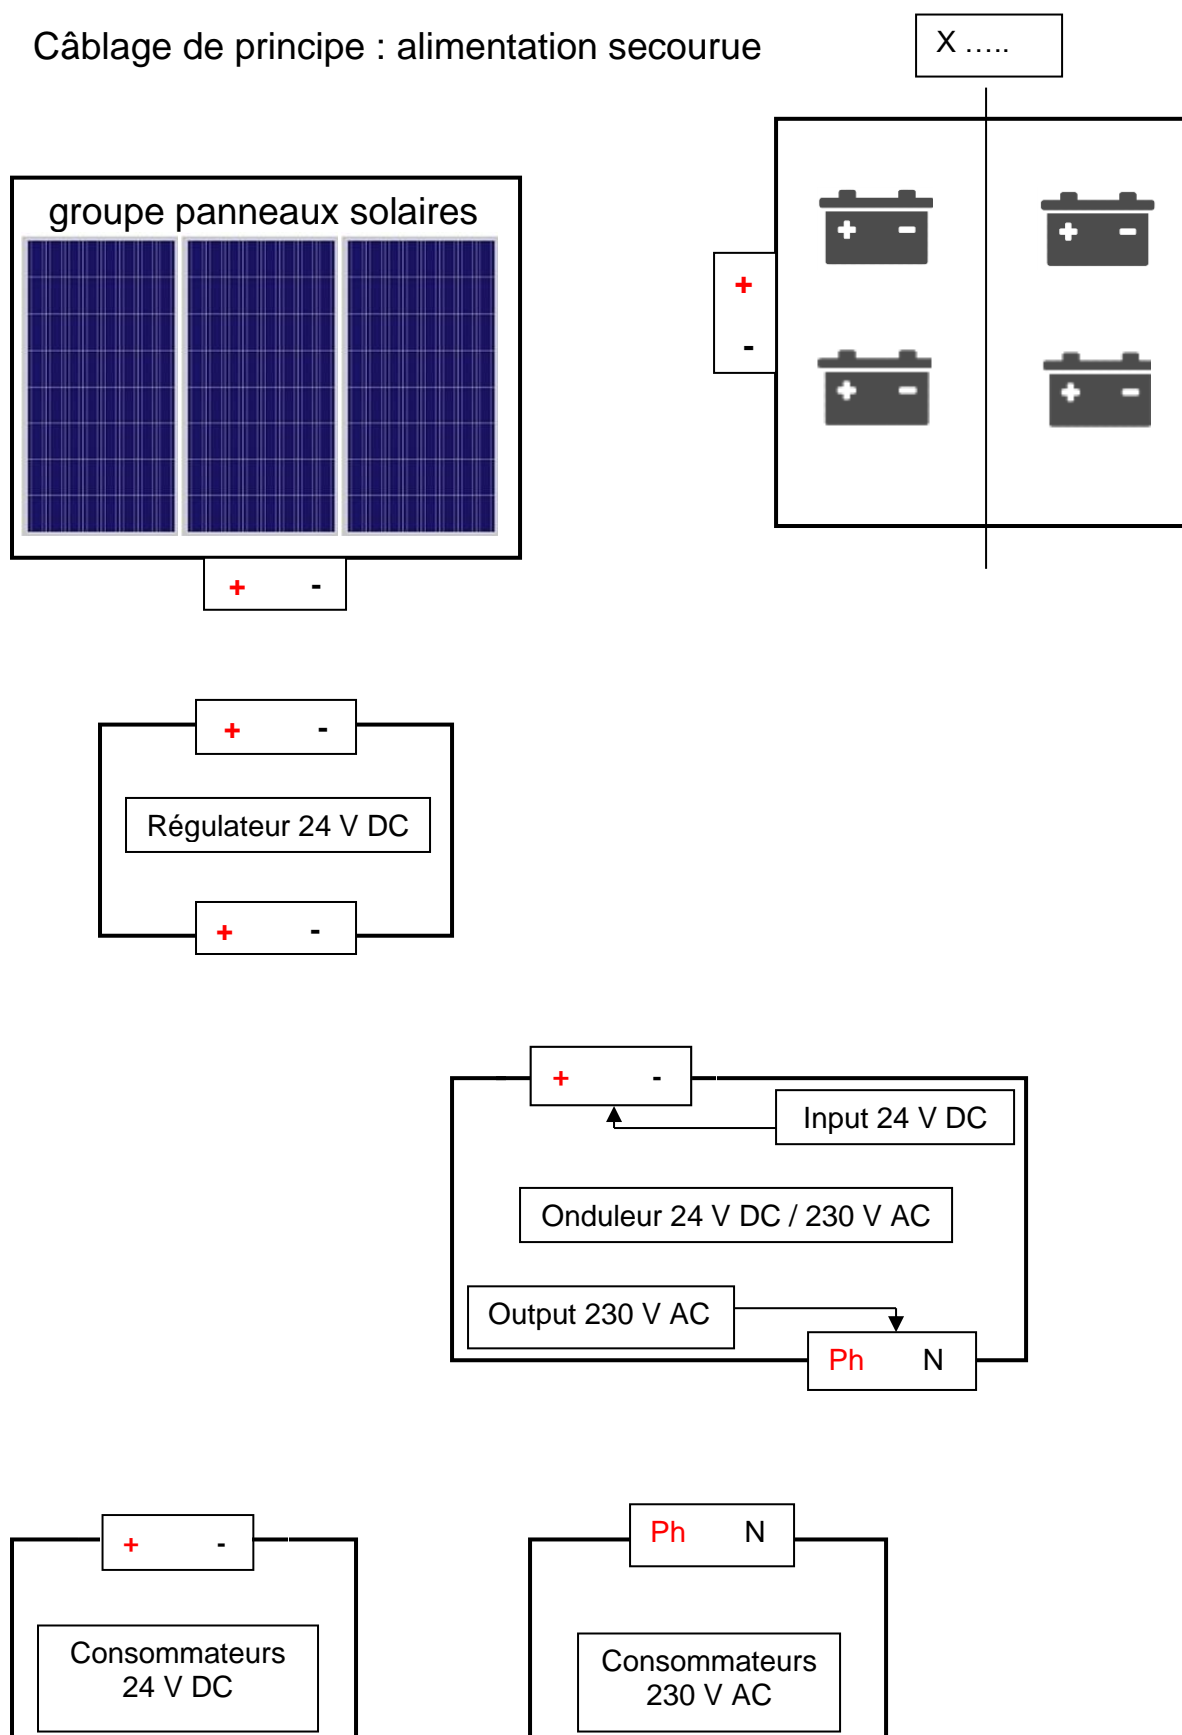 Câblage de principe : alimentation secourue
X .....
groupe panneaux solaires
+ -
+ -
+ -
+
-
+ -
+ -
+ -
+ -
Régulateur 24 V DC
+ -
+ -
Input 24 V DC
Onduleur 24 V DC / 230 V AC
Output 230 V AC
Ph N
Ph N
+ -
Consommateurs
24 V DC
Consommateurs
230 V AC